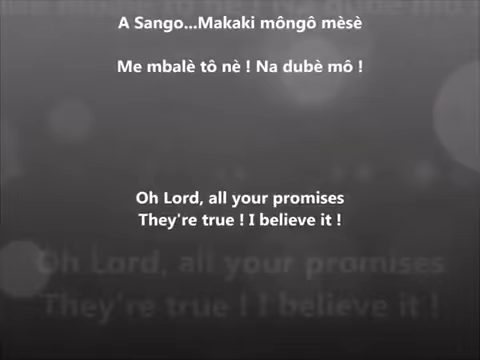 A Sango...Makaki môngô mèsè
Me mbalè tô nè ! Na dubè mô !
Oh Lord, all your promises
They're true ! I believe it !
Oh Lord, all your promises
They're true ! I believe it !